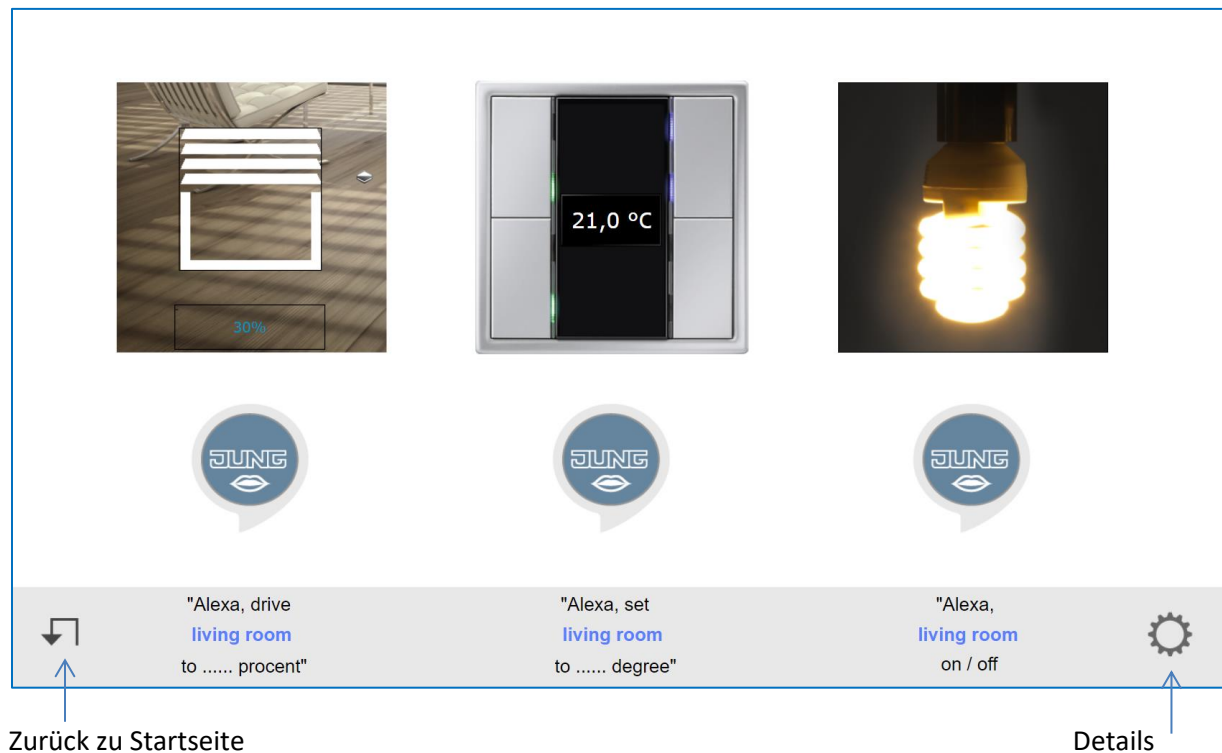 30%
21,0 ºC
JUNG
JUNG
JUNG
"Alexa, drive
living room
to ...... procent"
"Alexa, set
living room
to ...... degree"
"Alexa,
living room
on / off
Zurück zu Startseite
Details